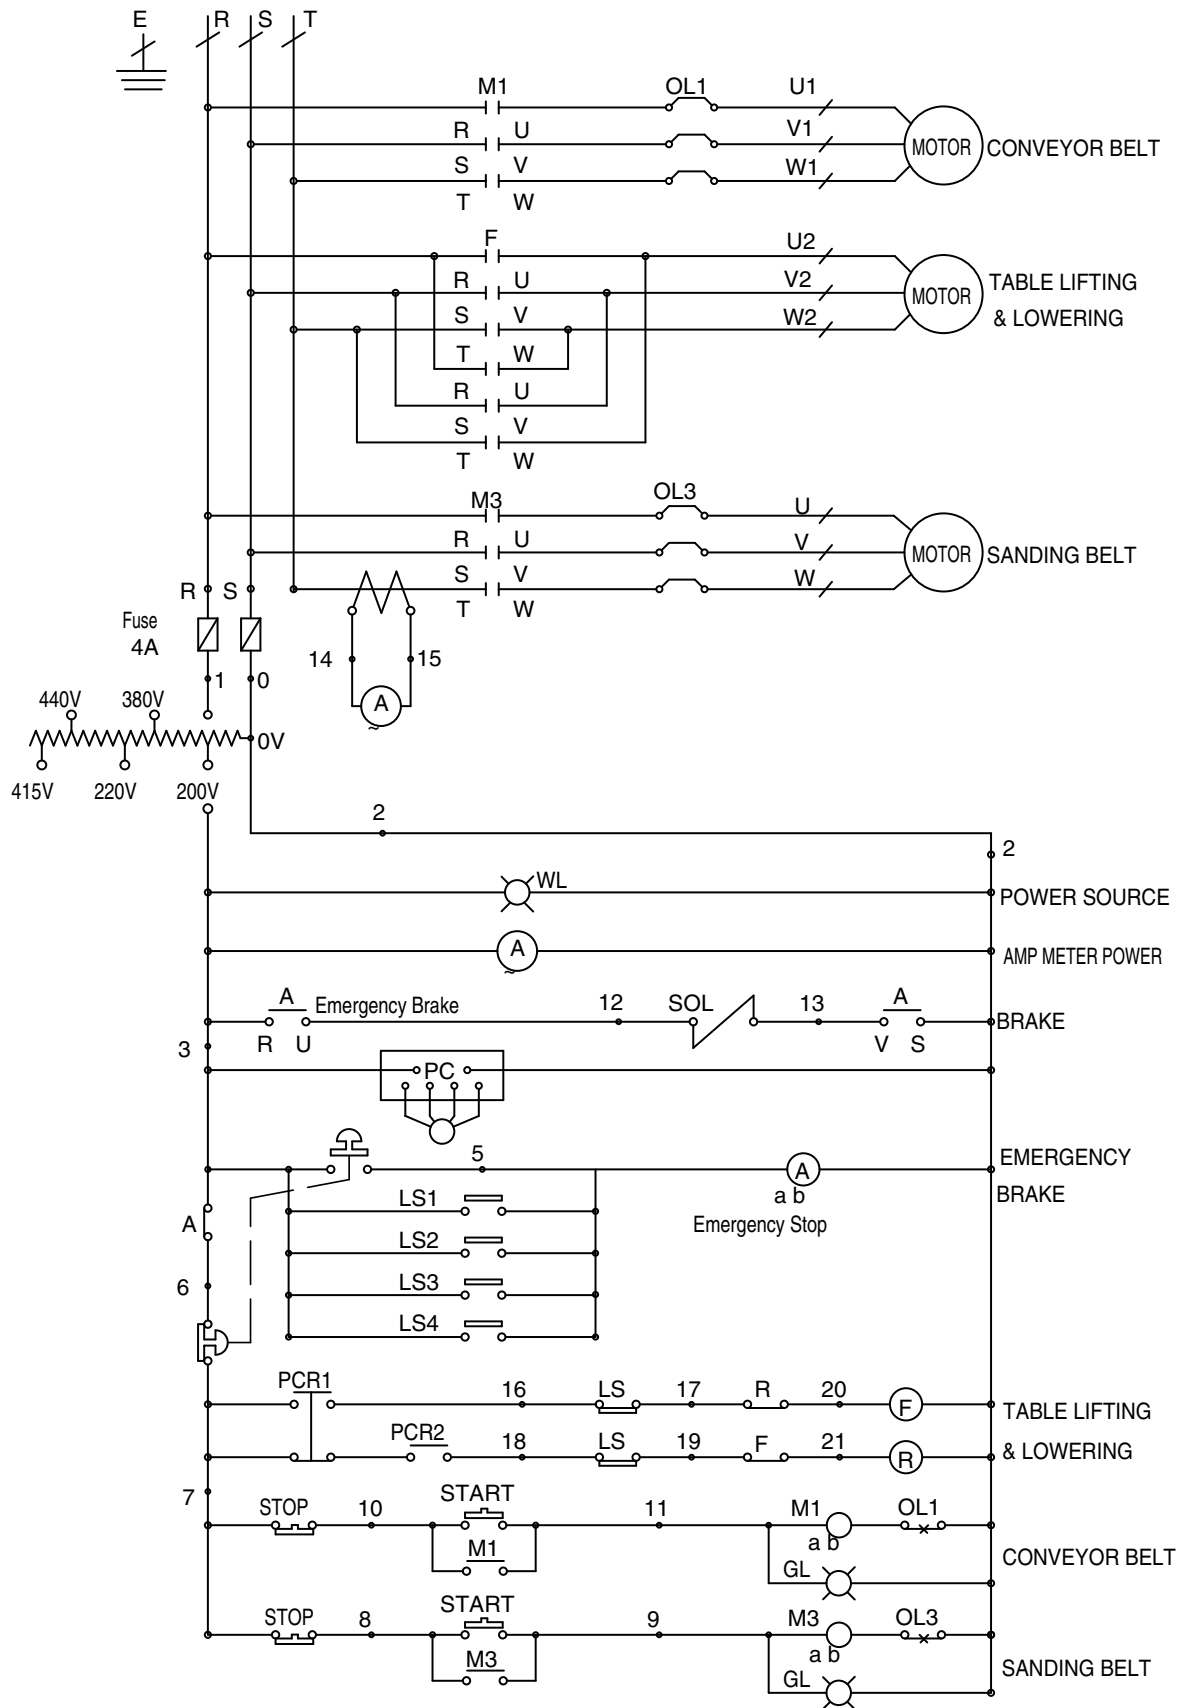 E R S T
M1 OL1 U1
R U V1 MOTOR CONVEYOR BELT
S V W1
T W
F U2
R U V2 MOTOR TABLE LIFTING
S V W2 & LOWERING
T W
R U
S V
T W
M3 OL3 U
R U V MOTOR SANDING BELT
R S S V W
T W
Fuse
4A
14 15
1 0
440V 380V A
~
0V
415V 220V 200V
2
2
WL
POWER SOURCE
A AMP METER POWER
~
A Emergency Brake 12 SOL 13 A BRAKE
R U V S
3
PC
5 A EMERGENCY
LS1 a b BRAKE
A Emergency Stop
LS2
6 LS3
LS4
PCR1 16 LS 17 R 20 F TABLE LIFTING
PCR2 18 LS 19 F 21 R & LOWERING
7
STOP 10 START 11 M1 OL1
M1 a b CONVEYOR BELT
GL
STOP 8 START 9 M3 OL3
M3 a b SANDING BELT
GL